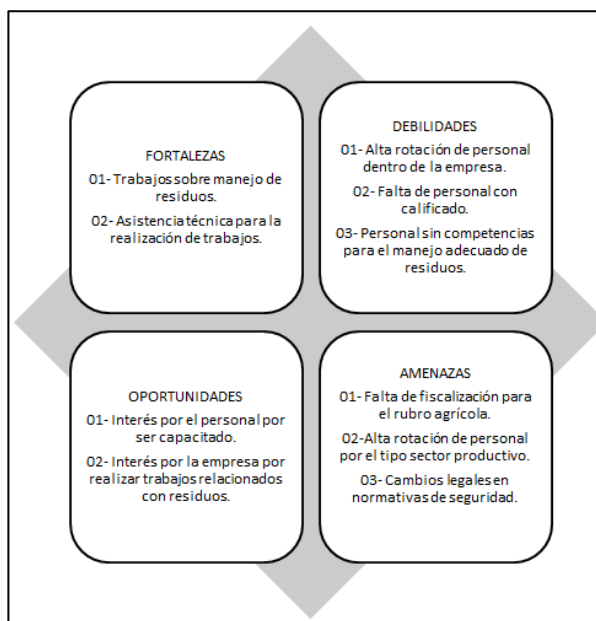 FORTALEZAS
01- Trabajos sobre manejo de
residuos.
02- Asistencia técnica para la
realización de trabajos.
DEBILIDADES
01- Alta rotación de personal
dentro de la empresa.
02- Falta de personal con
calificado.
03- Personal sin competencias
para el manejo adecuado de
residuos.
OPORTUNIDADES
01- Interés por el personal por
ser capacitado.
02- Interés por la empresa por
realizar trabajos relacionados
con residuos.
AMENAZAS
01- Falta de fiscalización para
el rubro agrícola.
02-Alta rotación de personal
por el tipo sector productivo.
03- Cambios legales en
normativas de seguridad.